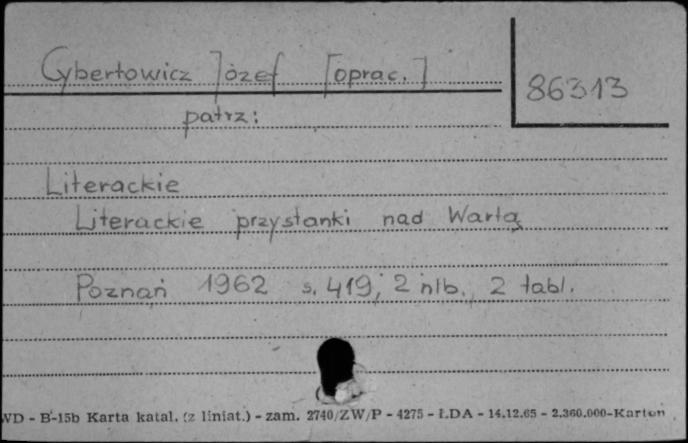 Cybertowicz Józef [oprac.]
86313
patrz:
Literackie
Literackie przystanki nad Wartą
Poznań 1962 s. 419, 2 nlb., 2 tabl.
WD - B-15b Karta katal. (z liniat.) - zam. 2740/ZW/P - 4275 - ŁDA - 14.12.65 - 2.360.000-Karton